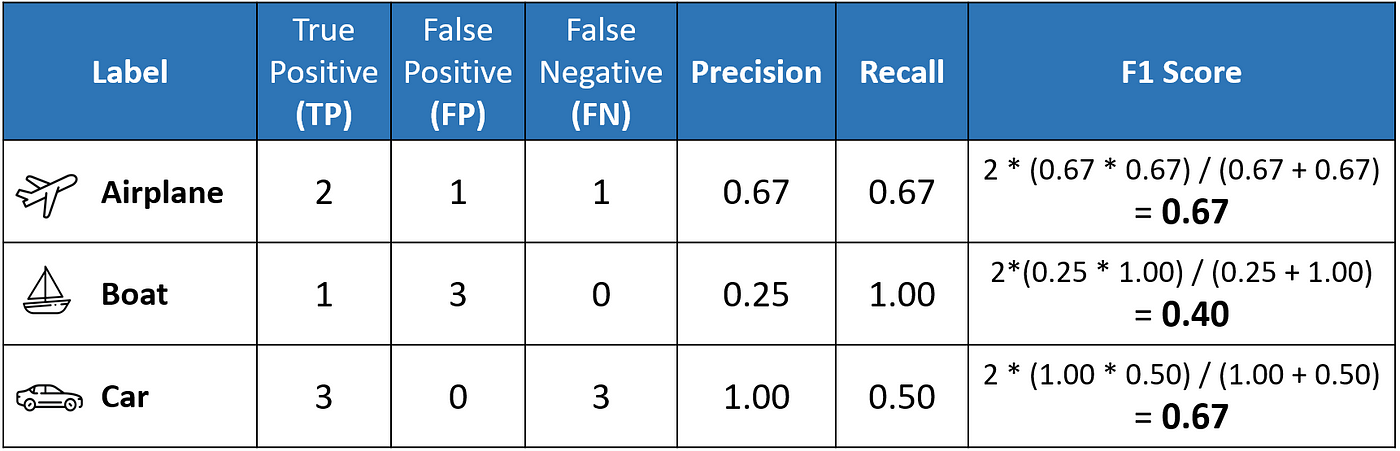 Label
True Positive (TP)
False Positive (FP)
False Negative (FN)
Precision
Recall
F1 Score
Airplane
2
1
1
0.67
0.67
2 * (0.67 * 0.67) / (0.67 + 0.67)
= 0.67
Boat
1
3
0
0.25
1.00
2*(0.25 * 1.00) / (0.25 + 1.00)
= 0.40
Car
3
0
3
1.00
0.50
2 * (1.00 * 0.50) / (1.00 + 0.50)
= 0.67